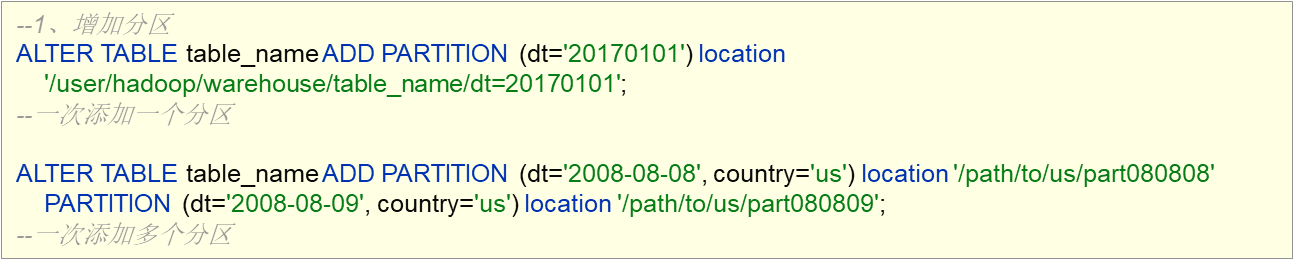 --1、增加分区
ALTER TABLE table_name ADD PARTITION (dt='20170101') location
'/user/hadoop/warehouse/table_name/dt=20170101';
--一次添加一个分区
ALTER TABLE table_name ADD PARTITION (dt='2008-08-08', country='us') location '/path/to/us/part080808'
PARTITION (dt='2008-08-09', country='us') location '/path/to/us/part080809';
--一次添加多个分区